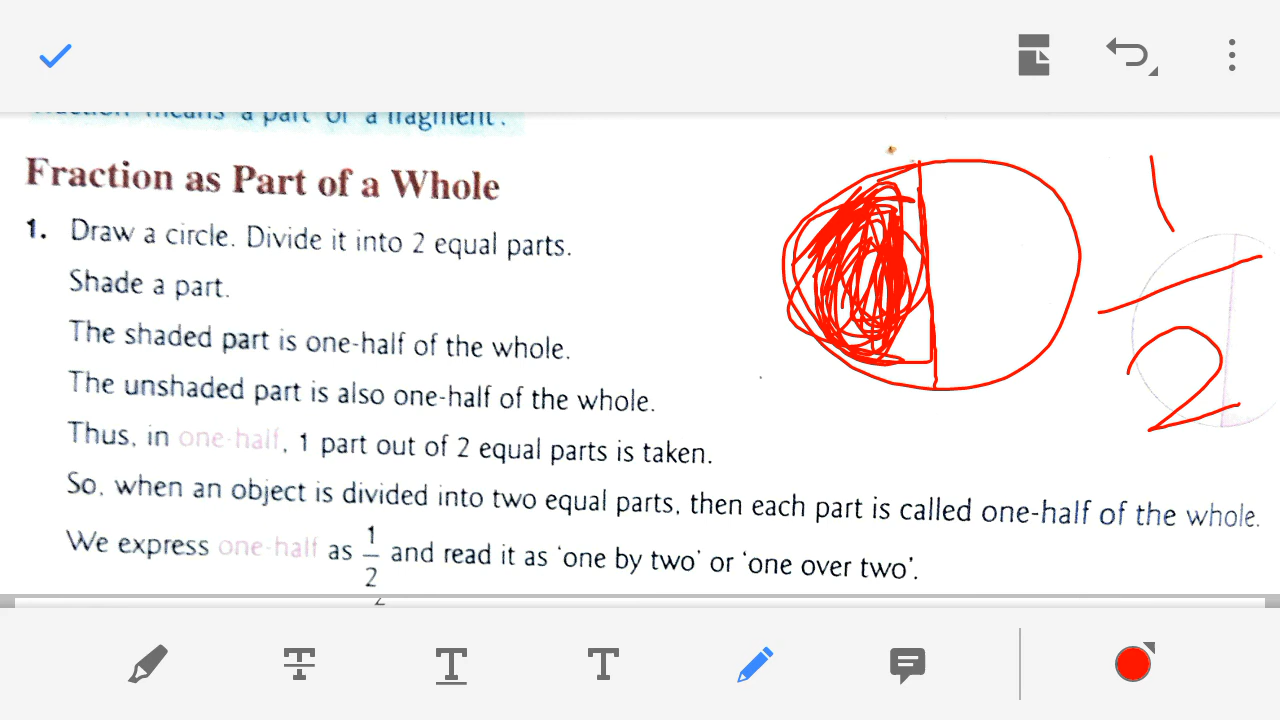 means a part or a fragment.
Fraction as Part of a Whole
1. Draw a circle. Divide it into 2 equal parts.
Shade a part.
The shaded part is one-half of the whole.
The unshaded part is also one-half of the whole.
Thus, in one-half, 1 part out of 2 equal parts is taken.
So, when an object is divided into two equal parts, then each part is called one-half of the whole.
We express one-half as 1/2 and read it as 'one by two' or 'one over two'.
1
2
T
T
T